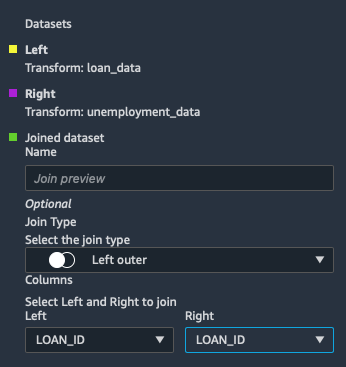 Datasets
Left
Transform: loan_data
Right
Transform: unemployment_data
Joined dataset
Name
Join preview
Optional
Join Type
Select the join type
Left outer
Columns
Select Left and Right to join
Left Right
LOAN_ID LOAN_ID